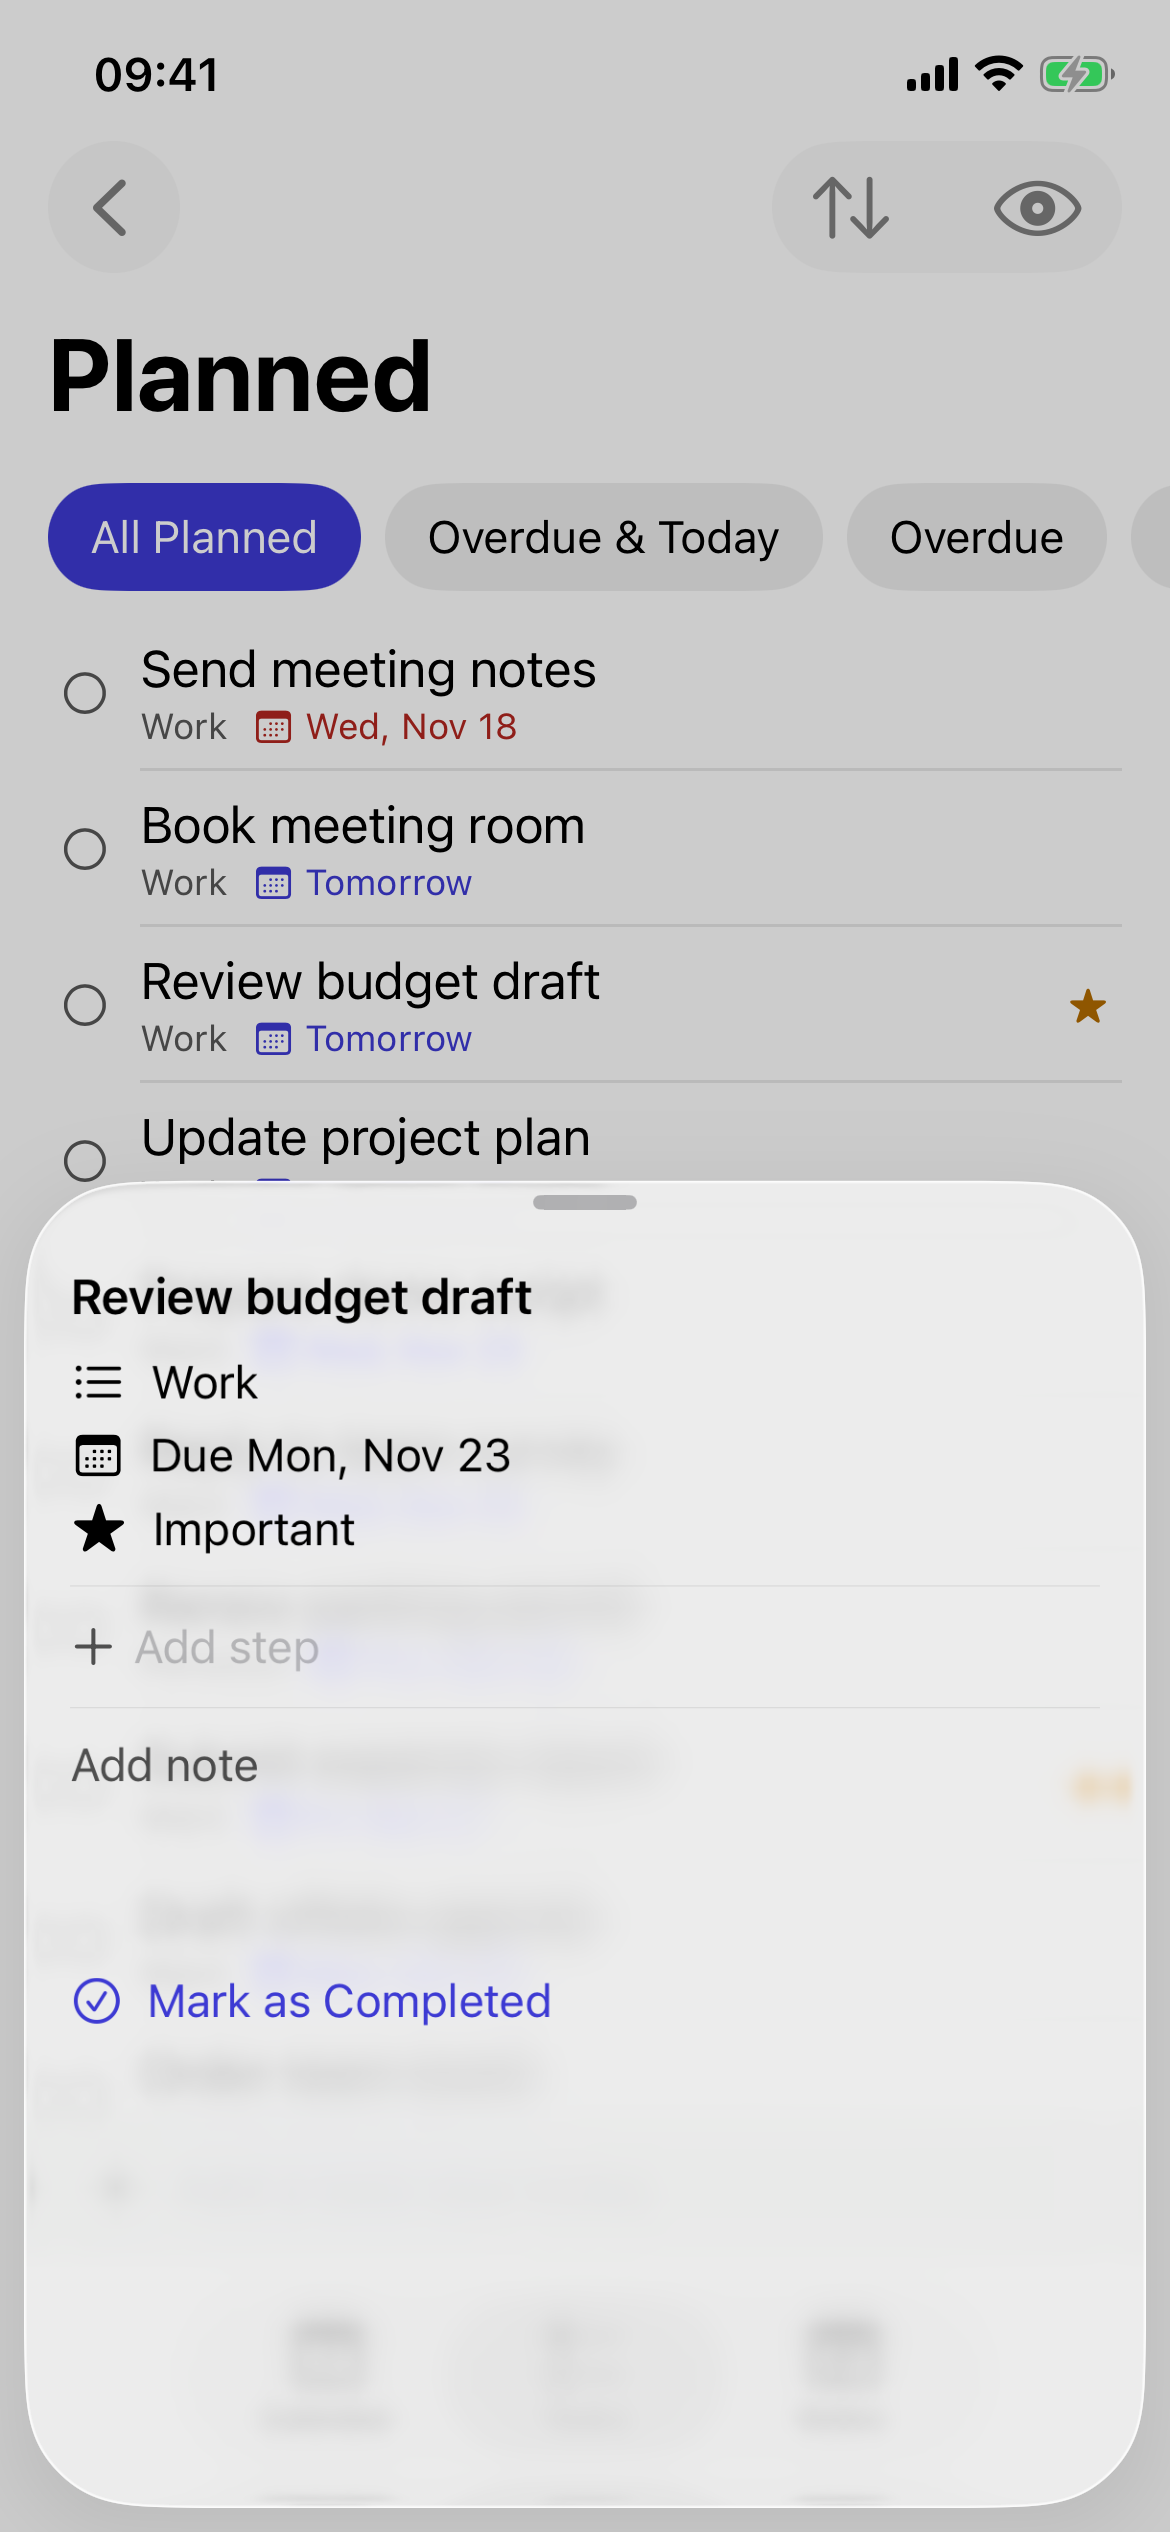 09:41
Planned
All Planned
Overdue & Today
Overdue
Send meeting notes
Work Wed, Nov 18
Book meeting room
Work Tomorrow
Review budget draft
Work Tomorrow
Update project plan
Review budget draft
Work
Due Mon, Nov 23
Important
Add step
Add note
Mark as Completed